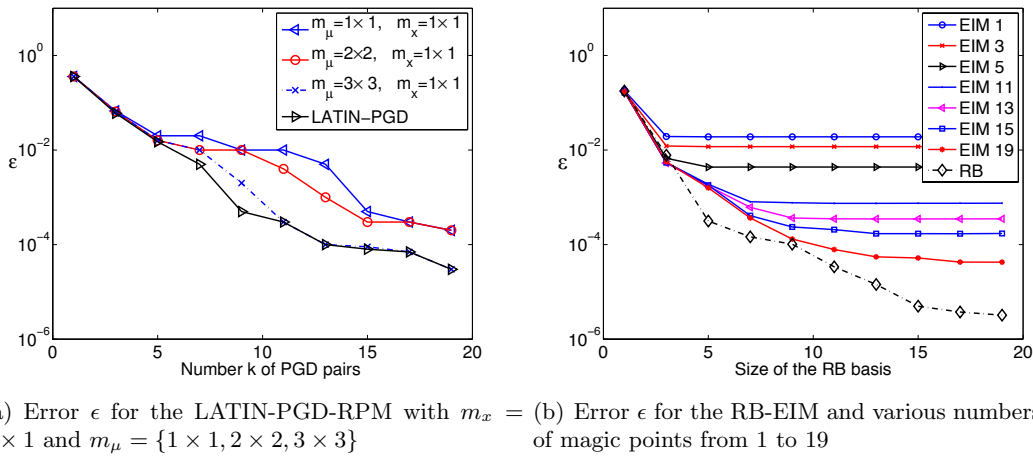 10^0
10^-2
10^-4
10^-6
ε
0 5 10 15 20
Number k of PGD pairs
m_μ=1×1, m_x=1×1
m_μ=2×2, m_x=1×1
m_μ=3×3, m_x=1×1
LATIN−PGD
10^0
10^-2
10^-4
10^-6
ε
0 5 10 15 20
Size of the RB basis
EIM 1
EIM 3
EIM 5
EIM 11
EIM 13
EIM 15
EIM 19
RB
) Error ϵ for the LATIN-PGD-RPM with m_x =
× 1 and m_μ = {1 × 1, 2 × 2, 3 × 3}
(b) Error ϵ for the RB-EIM and various numbers
of magic points from 1 to 19